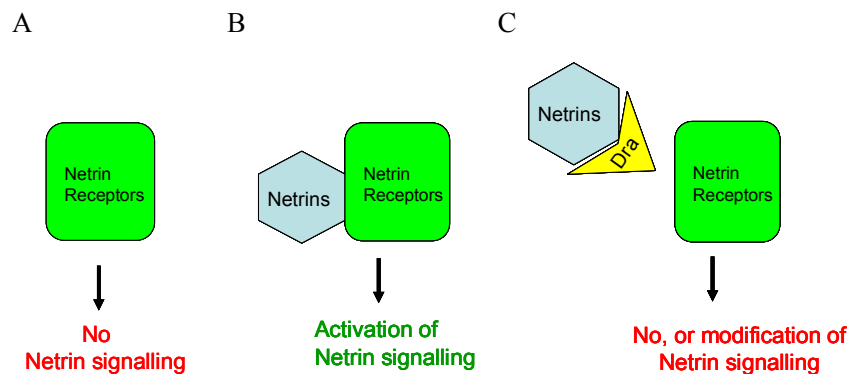 A
B
C
Netrin
Receptors
No
Netrin signalling
Netrins
Netrin
Receptors
Activation of
Netrin signalling
Netrins
Dra
Netrin
Receptors
No, or modification of
Netrin signalling